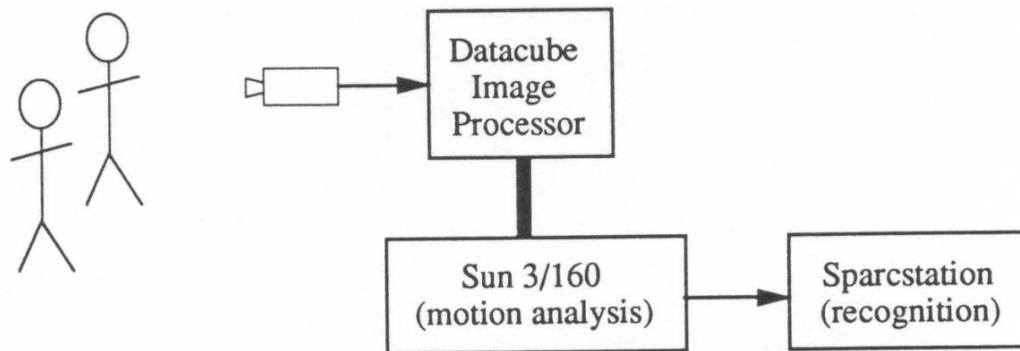 Datacube
Image
Processor
Sun 3/160
(motion analysis)
Sparcstation
(recognition)